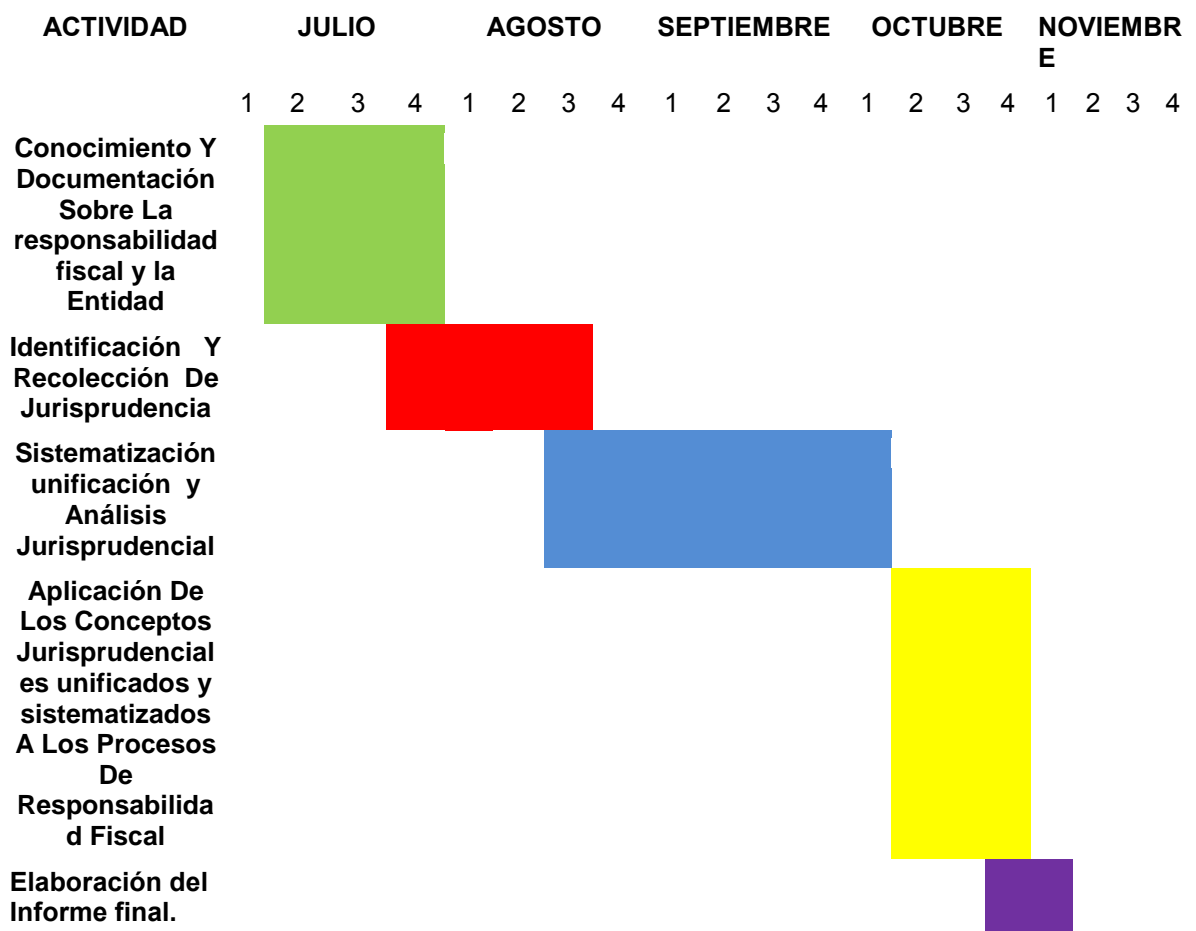 ACTIVIDAD JULIO AGOSTO SEPTIEMBRE OCTUBRE NOVIEMBR
E
1 2 3 4 1 2 3 4 1 2 3 4 1 2 3 4 1 2 3 4
Conocimiento Y
Documentación
Sobre La
responsabilidad
fiscal y la
Entidad
Identificación Y
Recolección De
Jurisprudencia
Sistematización
unificación y
Análisis
Jurisprudencial
Aplicación De
Los Conceptos
Jurisprudencial
es unificados y
sistematizados
A Los Procesos
De
Responsabilida
d Fiscal
Elaboración del
Informe final.